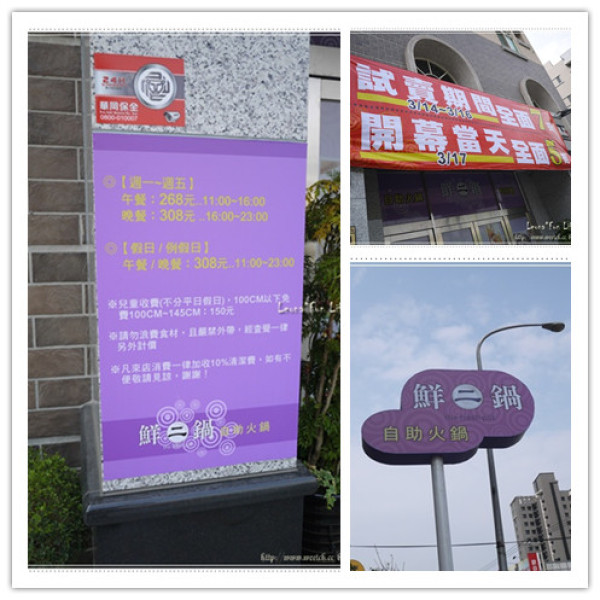 華岡保全
0800-010007
◎【週一~週五】
午餐：268元..11:00~16:00
晚餐：308元 ..16:00~23:00
◎【假日 / 例假日】
午餐 / 晚餐：308元..11:00~23:00
※兒童收費(不分平日假日)，100CM以下免
費100CM~145CM：150元
※請勿浪費食材，且嚴禁外帶，經查覺一律
另外計價
※凡來店消費一律加收10%清潔費，如有不
便敬請見諒，謝謝！
鮮二鍋 自助火鍋
試賣期間全面7
3/14~3/16
開幕當天全面5
3/17
鮮二鍋
鮮二鍋
自助火鍋